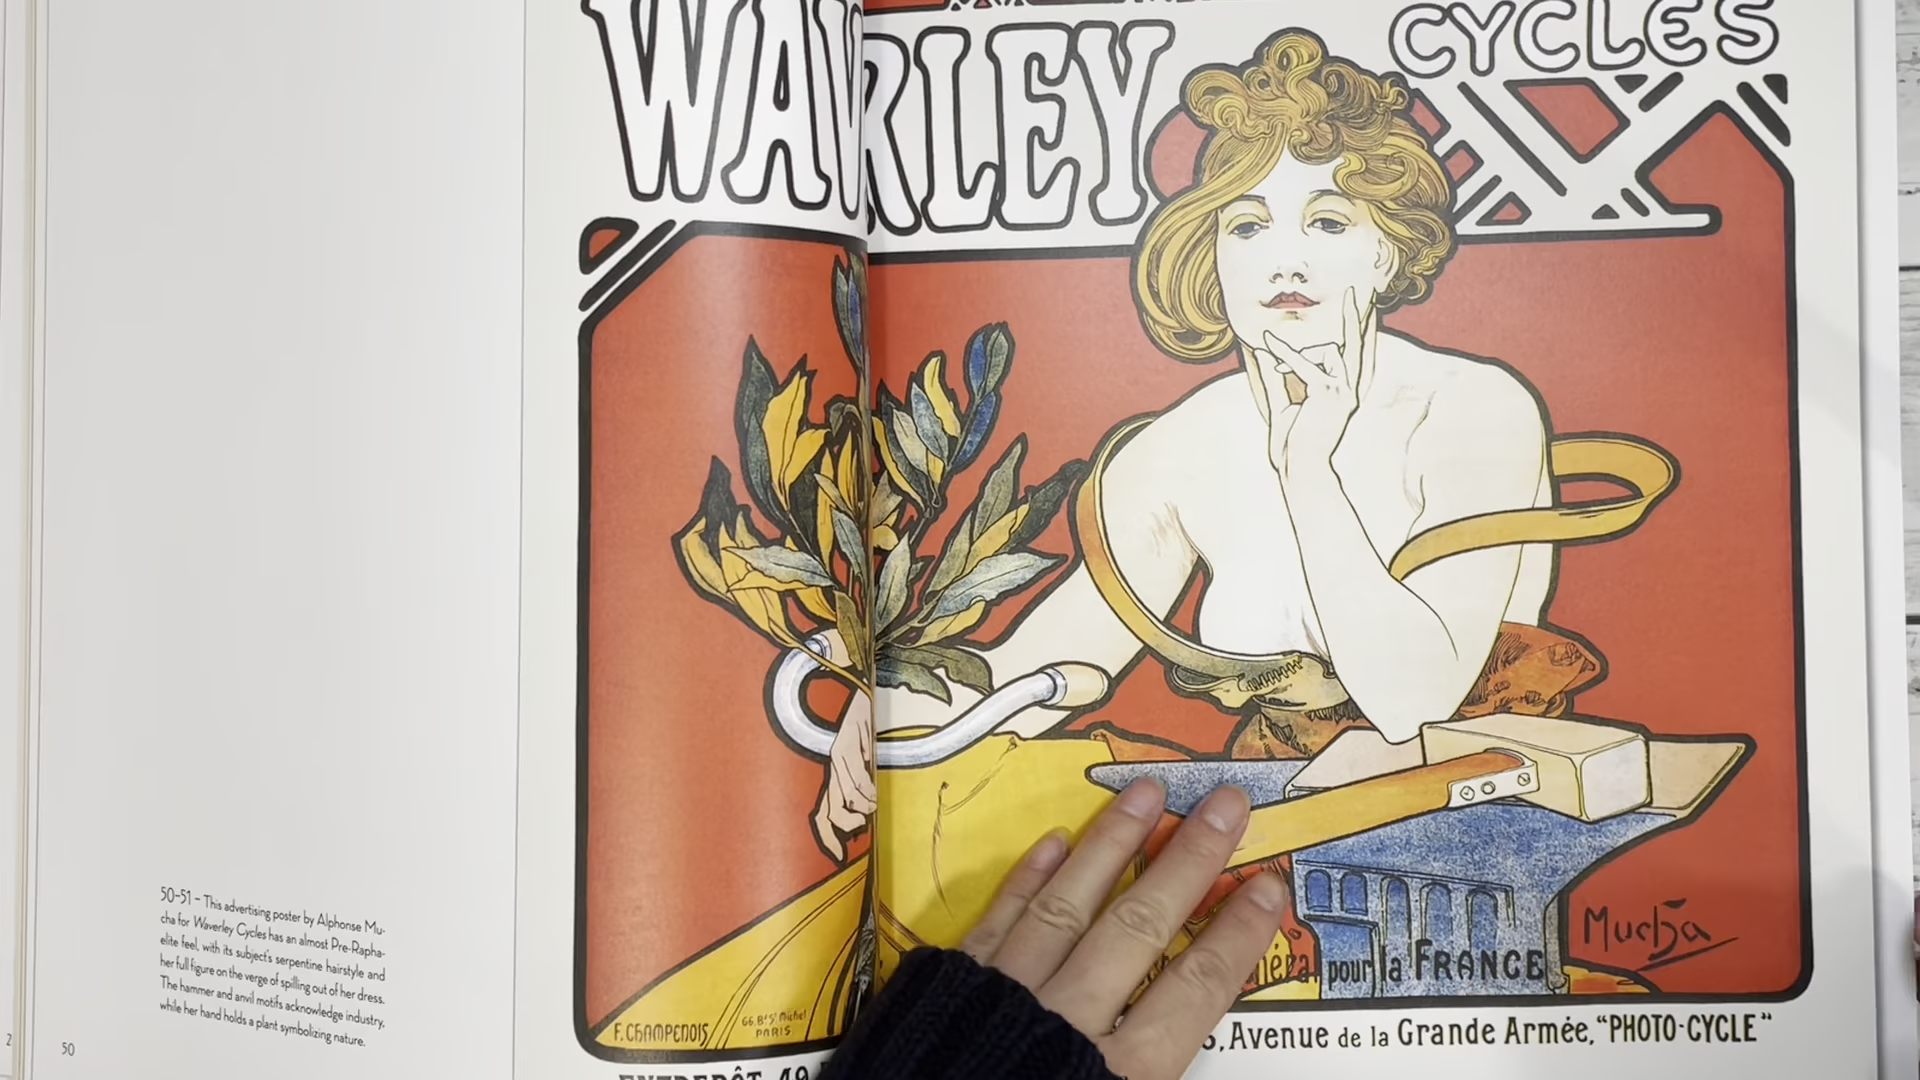 WAV RLEY
CYCLES
50–51 – This advertising poster by Alphonse Mu-
cha for Waverley Cycles has an almost Pre-Rapha-
elite feel, with its subject's serpentine hairstyle and
her full figure on the verge of spilling out of her dress.
The hammer and anvil motifs acknowledge industry,
while her hand holds a plant symbolizing nature.
50
Mucha
pour la FRANCE
F. CHAMPENOIS
66. Bd St Michel
PARIS
Avenue de la Grande Armée, “PHOTO-CYCLE”